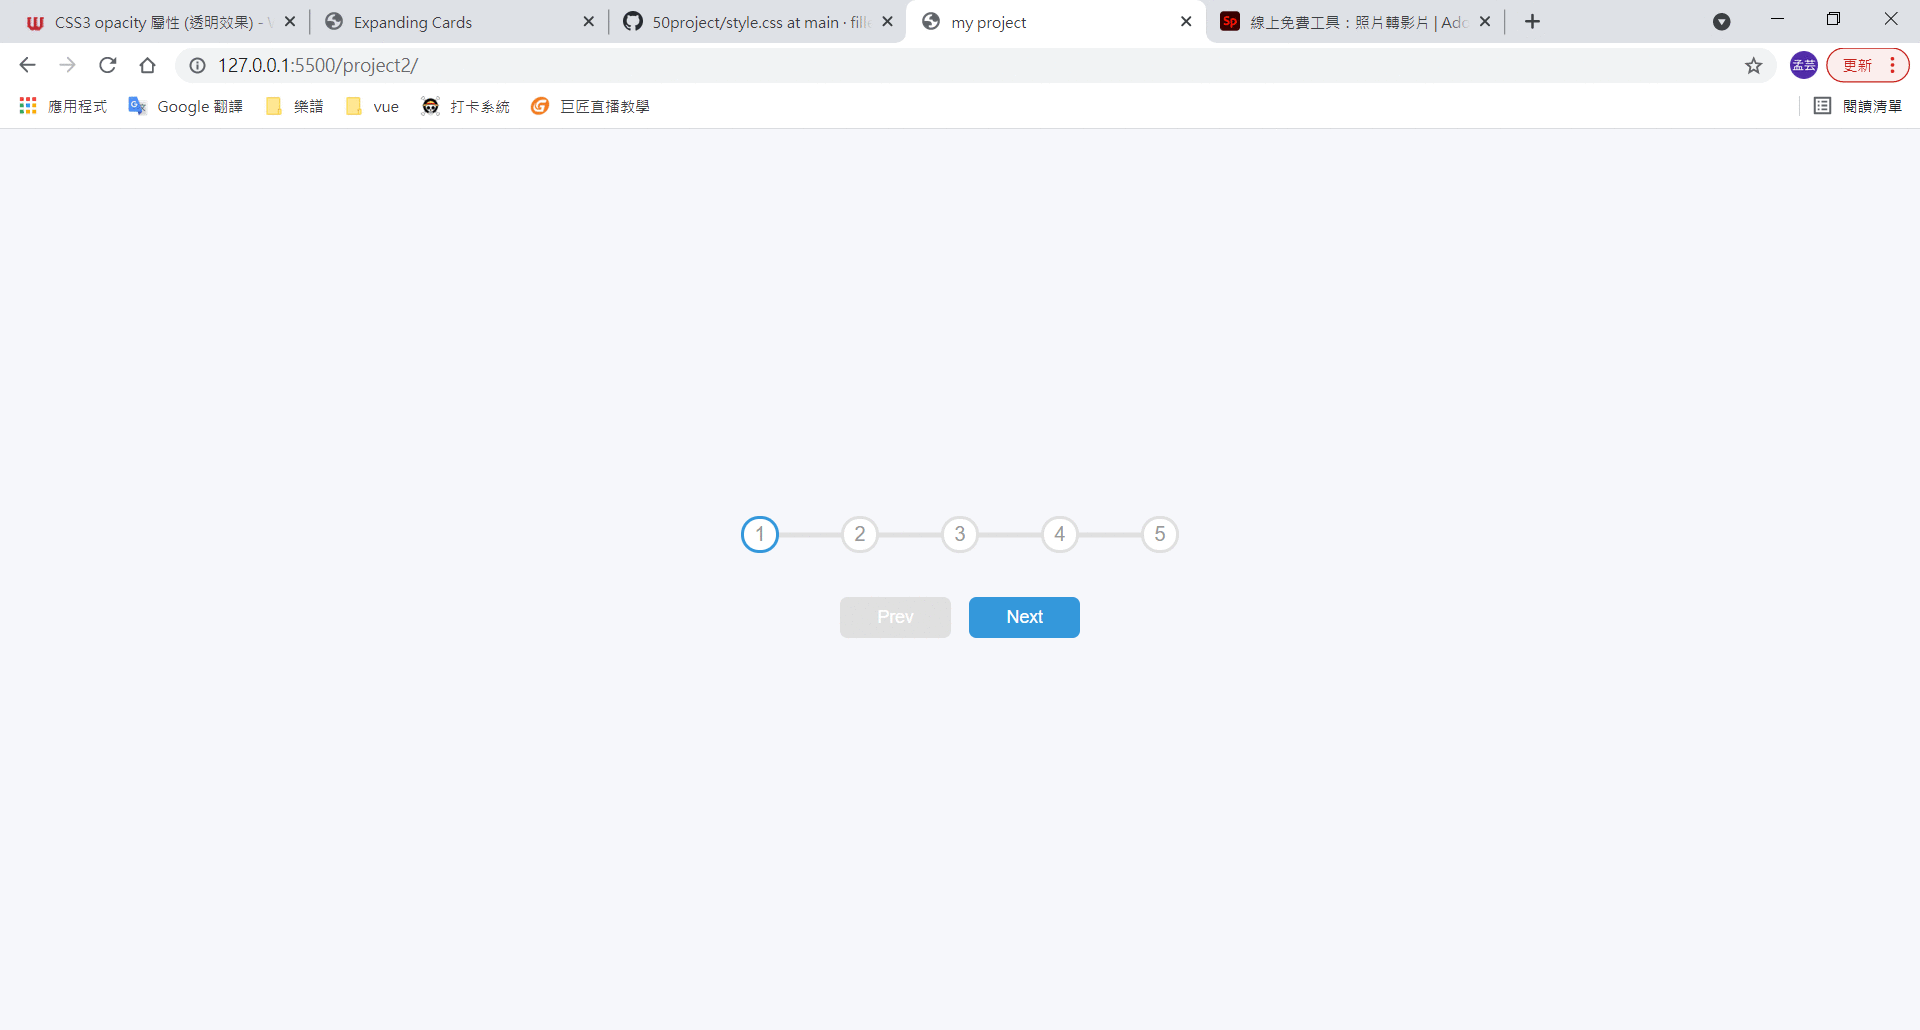 CSS3 opacity 屬性 (透明效果) -
Expanding Cards
50project/style.css at main · fille
my project
Sp 線上免費工具：照片轉影片 | Ado
127.0.0.1:5500/project2/
孟芸
更新
應用程式
Google 翻譯
樂譜
vue
打卡系統
巨匠直播教學
閱讀清單
1 2 3 4 5
Prev Next